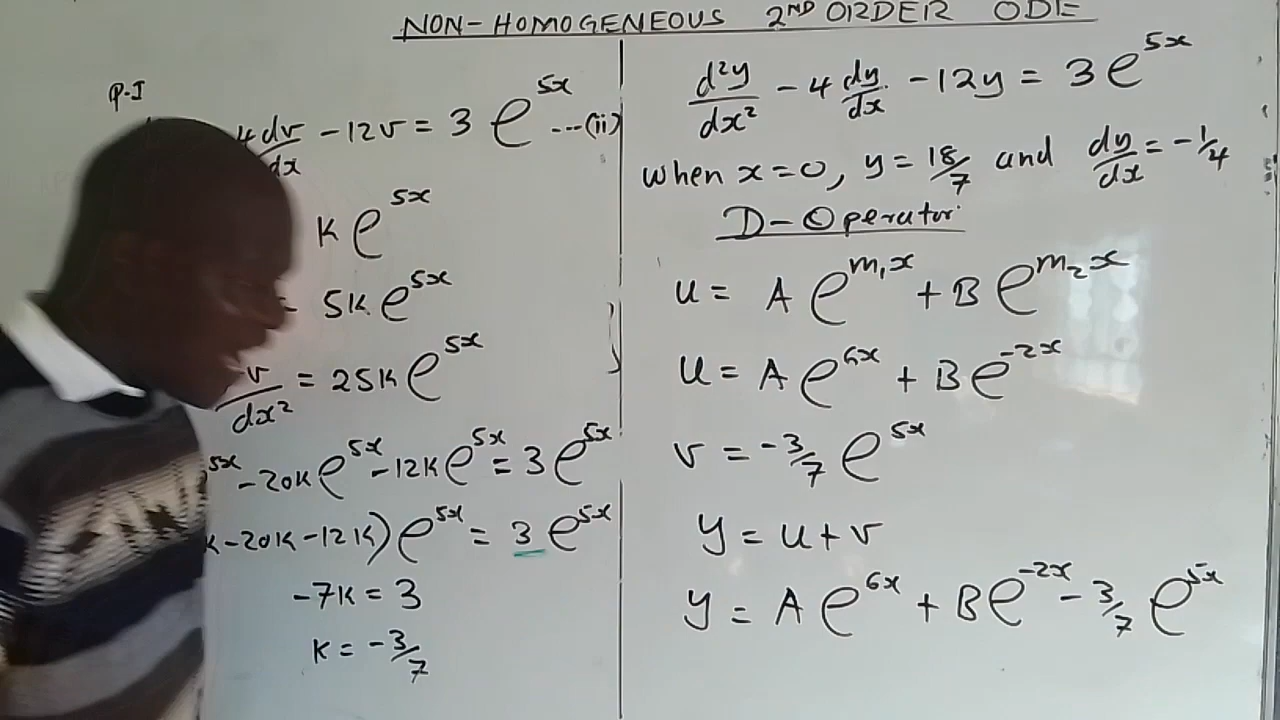 NON-HOMOGENEOUS 2ND ORDER ODE
P.I
4dv/dx - 12v = 3e^5x ---(ii)
Ke^5x
= 5Ke^5x
v/dx² = 25Ke^5x
5x -20Ke^5x -12Ke^5x = 3e^5x
K-20K-12K)e^5x = 3e^5x
-7K = 3
K = -3/7
d²y/dx² - 4dy/dx - 12y = 3e^5x
when x=0, y=18/7 and dy/dx = -1/4
D-Operator
u = Ae^m₁x + Be^m₂x
u = Ae^6x + Be^-2x
v = -3/7 e^5x
y = u+v
y = Ae^6x + Be^-2x - 3/7 e^5x